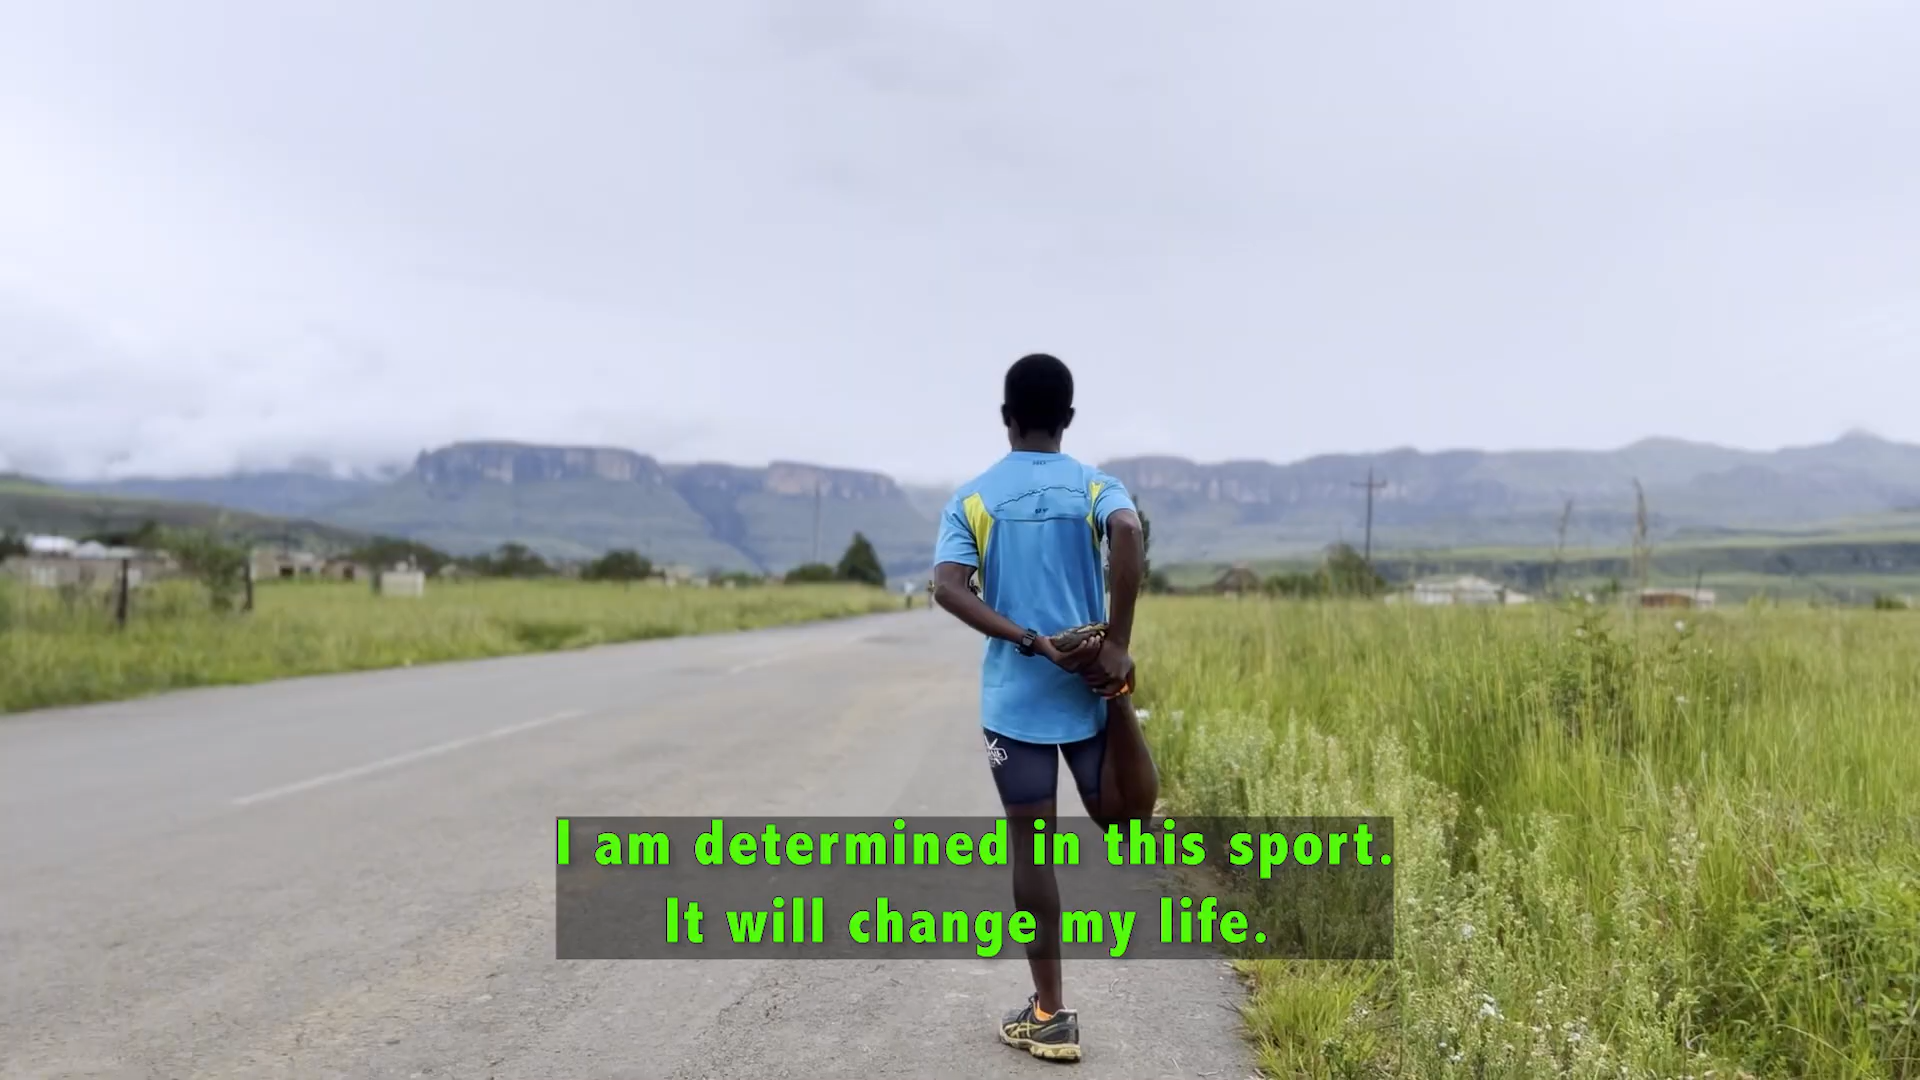 I am determined in this sport.
It will change my life.